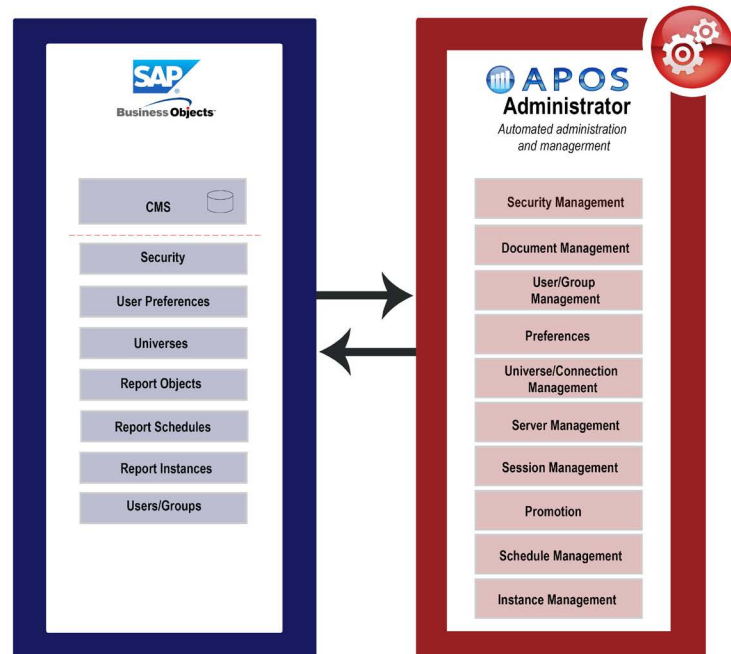 SAP
Business Objects
CMS
Security
User Preferences
Universes
Report Objects
Report Schedules
Report Instances
Users/Groups
APOS
Administrator
Automated administration
and managerment
Security Management
Document Management
User/Group
Management
Preferences
Universe/Connection
Management
Server Management
Session Management
Promotion
Schedule Management
Instance Management